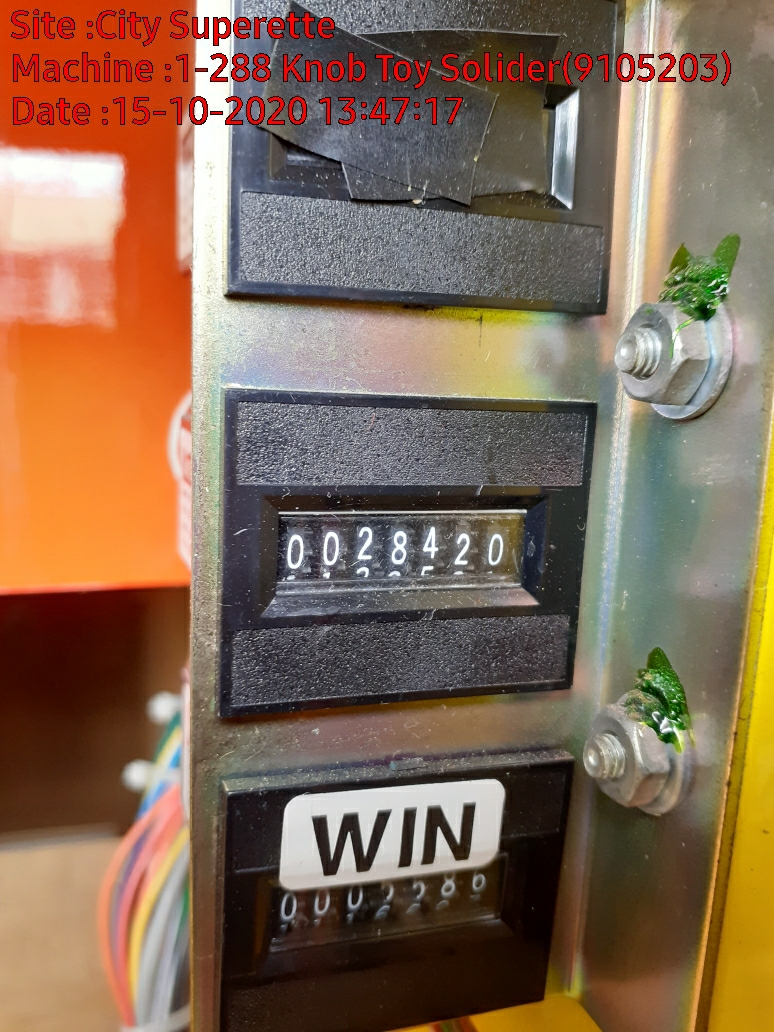 Site :City Superette
Machine :1-288 Knob Toy Solider(9105203)
Date :15-10-2020 13:47:17
0028420
WIN